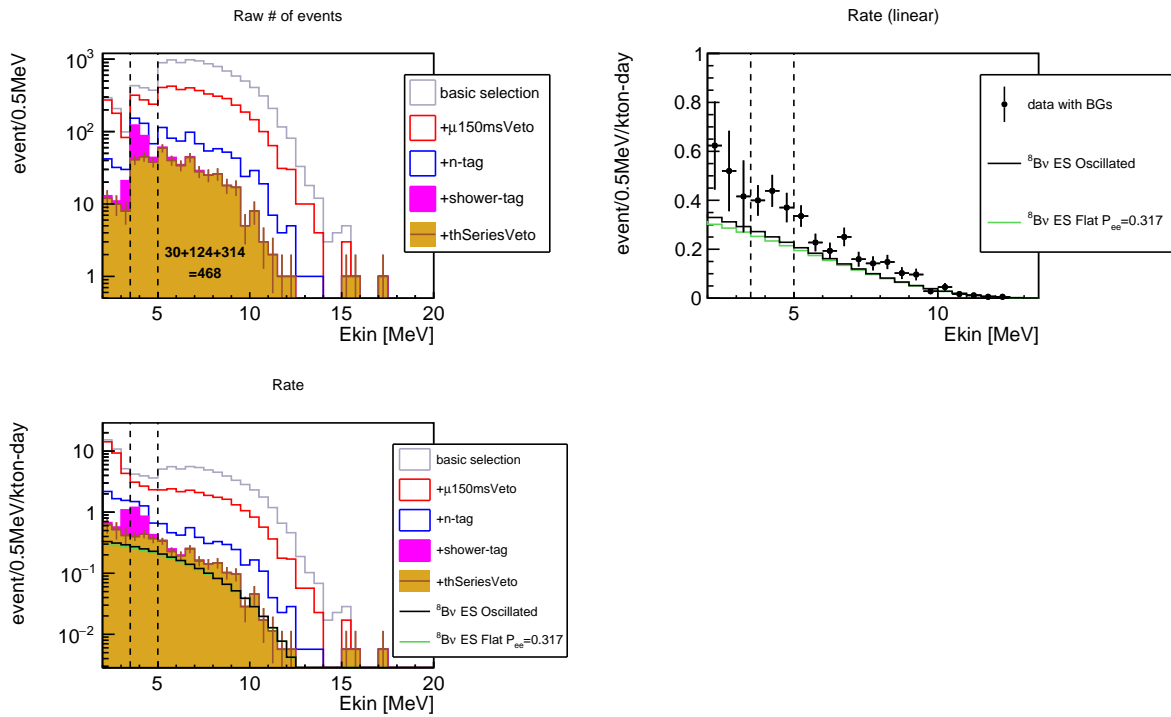 Raw # of events
event/0.5MeV
10³
10²
10
1
30+124+314
=468
5
10
15
20
Ekin [MeV]
basic selection
+μ150msVeto
+n-tag
+shower-tag
+thSeriesVeto
Rate (linear)
event/0.5MeV/kton-day
1
0.8
0.6
0.4
0.2
0
5
10
Ekin [MeV]
data with BGs
⁸Bν ES Oscillated
⁸Bν ES Flat Pₑₑ=0.317
Rate
event/0.5MeV/kton-day
10
1
10⁻¹
10⁻²
5
10
15
20
Ekin [MeV]
basic selection
+μ150msVeto
+n-tag
+shower-tag
+thSeriesVeto
⁸Bν ES Oscillated
⁸Bν ES Flat Pₑₑ=0.317